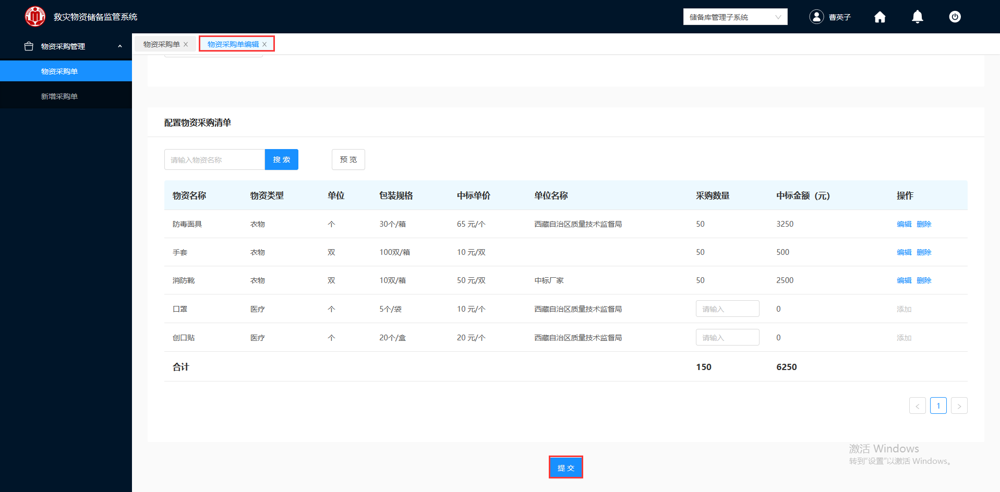 救灾物资储备监管系统
储备库管理子系统
曹英子
物资采购管理
物资采购单
新增采购单
物资采购单 ×
物资采购单编辑 ×
配置物资采购清单
请输入物资名称 搜 索 预 览
物资名称 物资类型 单位 包装规格 中标单价 单位名称 采购数量 中标金额（元） 操作
防毒面具 衣物 个 30个/箱 65 元/个 西藏自治区质量技术监督局 50 3250 编辑 删除
手套 衣物 双 100双/箱 10 元/双 50 500 编辑 删除
消防靴 衣物 双 10双/箱 50 元/双 中标厂家 50 2500 编辑 删除
口罩 医疗 个 5个/袋 10 元/个 西藏自治区质量技术监督局 请输入 0 添加
创口贴 医疗 个 20个/盒 20 元/个 西藏自治区质量技术监督局 请输入 0 添加
合计 150 6250
< 1 >
激活 Windows
转到"设置"以激活 Windows。
提 交